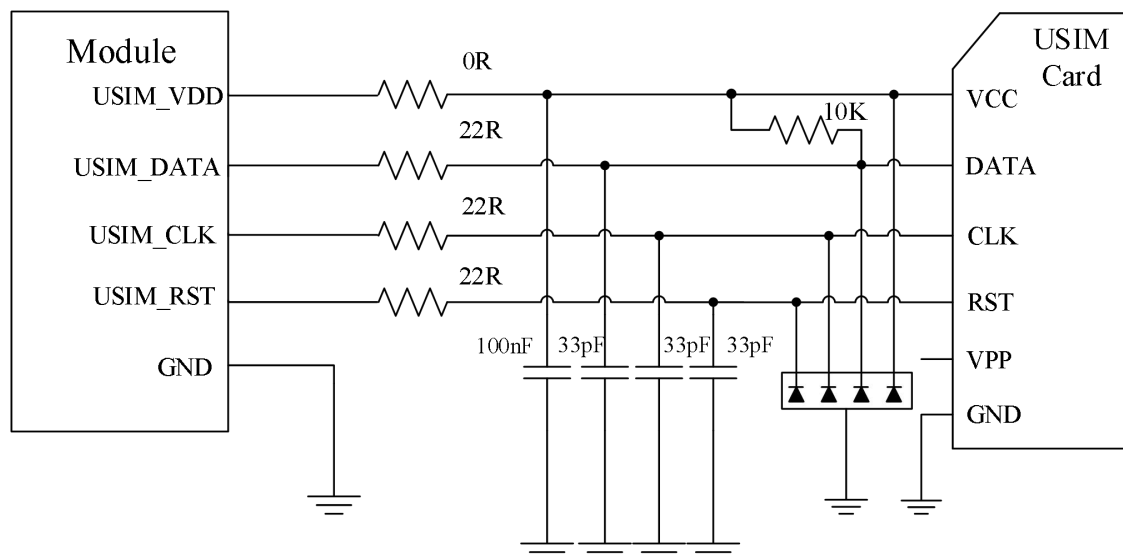 Module
USIM_VDD
USIM_DATA
USIM_CLK
USIM_RST
GND
0R
22R
22R
22R
10K
100nF
33pF
33pF
33pF
USIM
Card
VCC
DATA
CLK
RST
VPP
GND